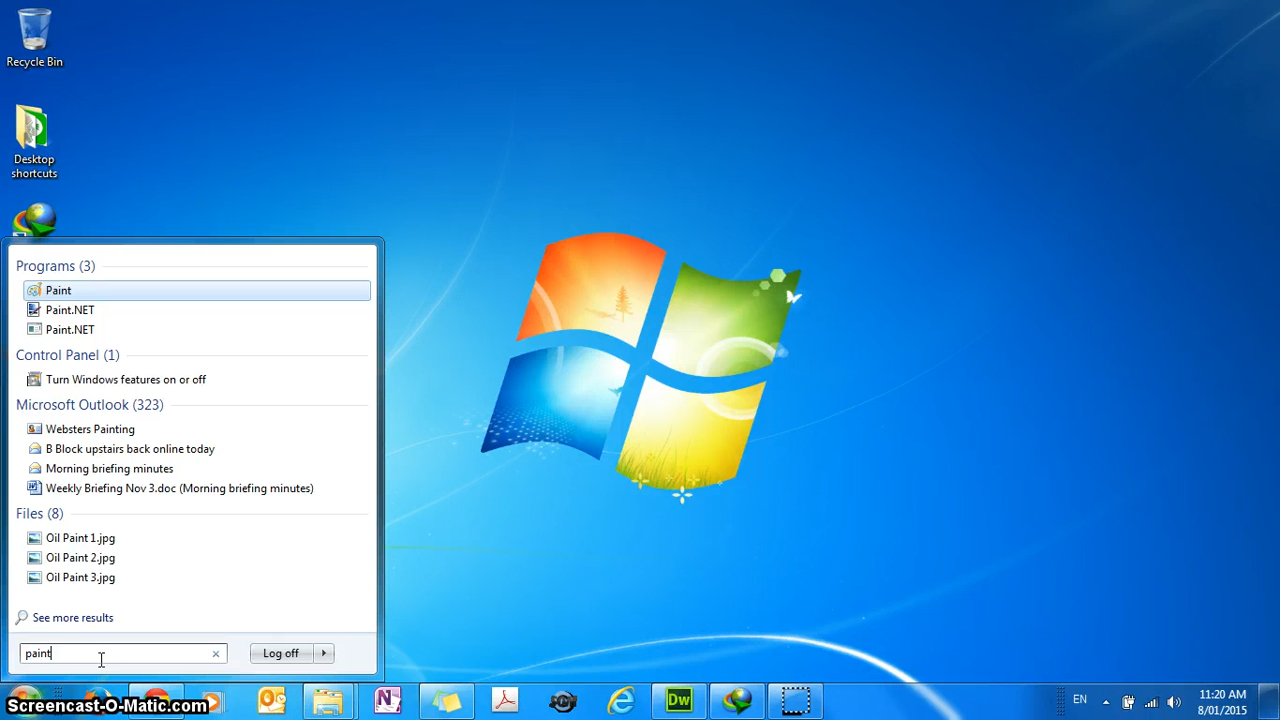 Recycle Bin
Desktop
shortcuts
Programs (3)
Paint
Paint.NET
Paint.NET
Control Panel (1)
Turn Windows features on or off
Microsoft Outlook (323)
Websters Painting
B Block upstairs back online today
Morning briefing minutes
Weekly Briefing Nov 3.doc (Morning briefing minutes)
Files (8)
Oil Paint 1.jpg
Oil Paint 2.jpg
Oil Paint 3.jpg
See more results
paint
Log off
Screencast-O-Matic.com
N
Dw
EN
11:20 AM
8/01/2015